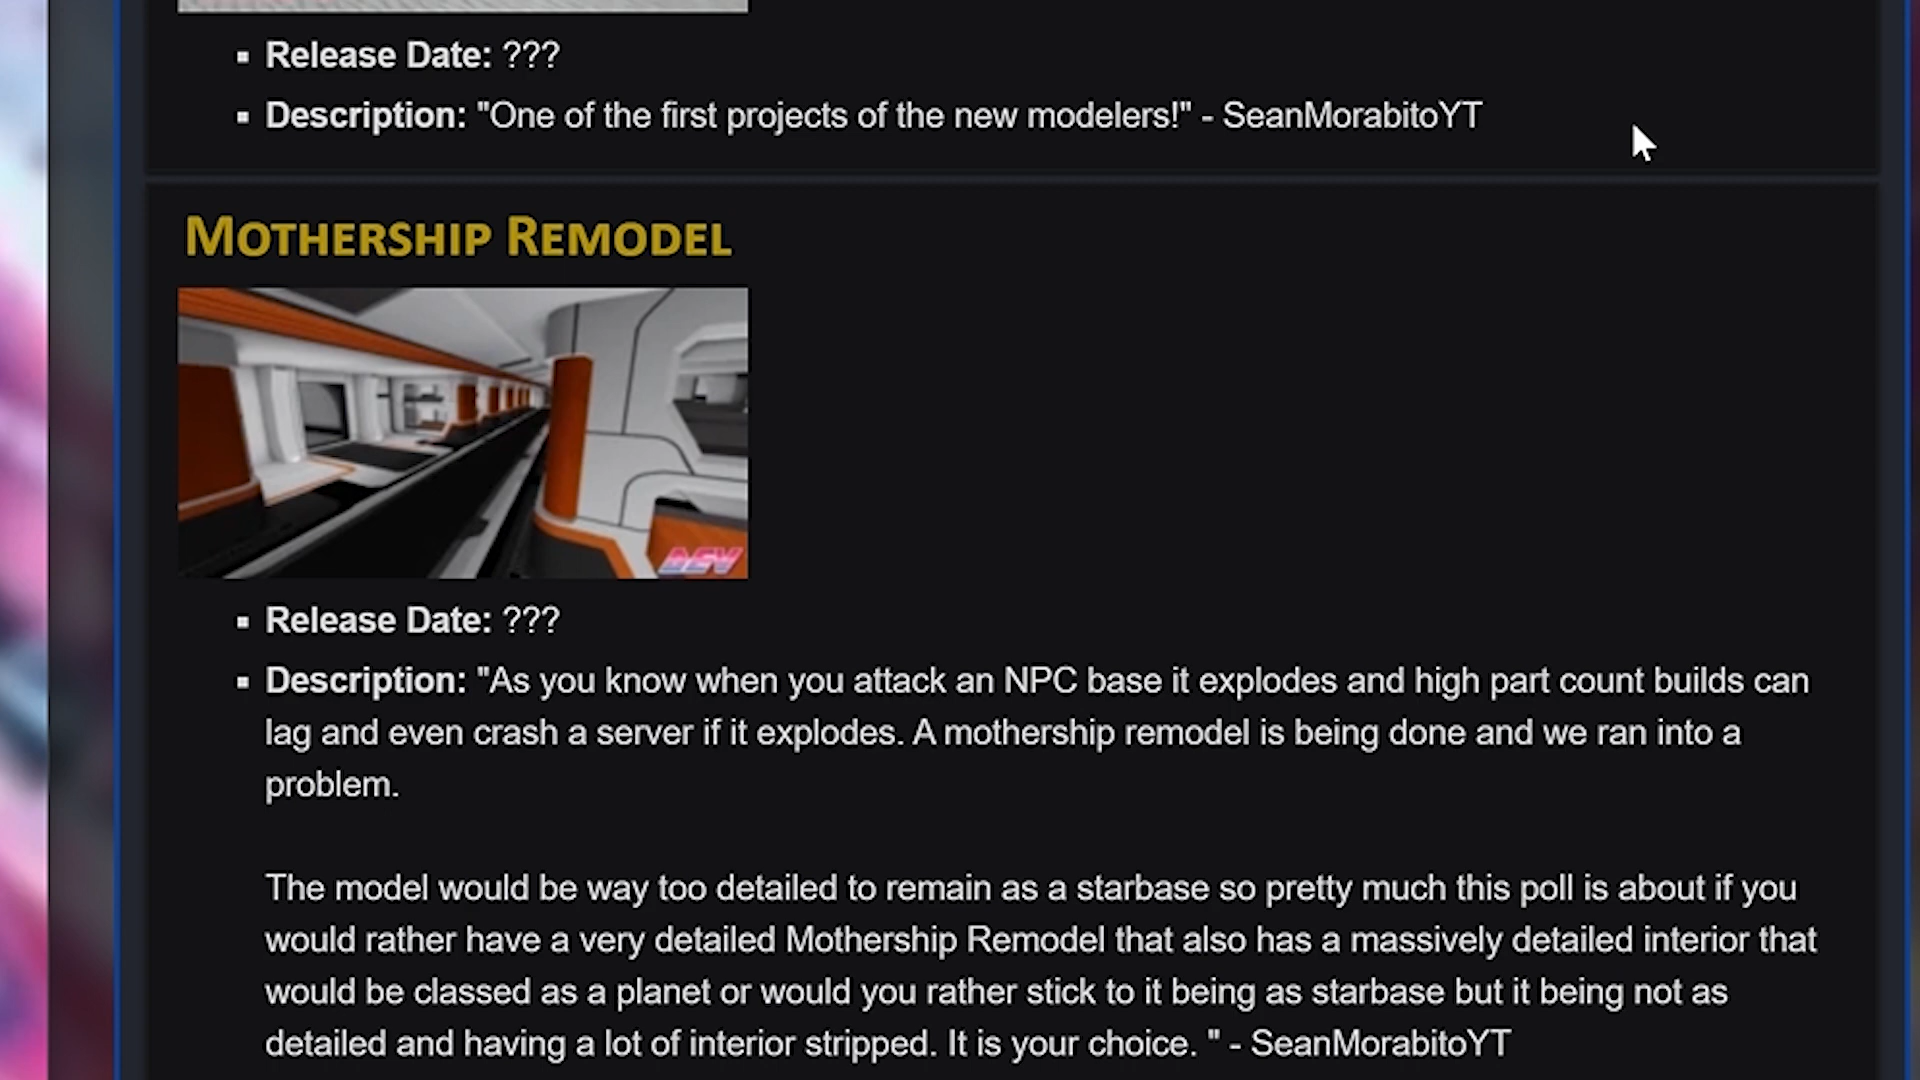 Release Date: ???
Description: "One of the first projects of the new modelers!" - SeanMorabitoYT
MOTHERSHIP REMODEL
DEV
Release Date: ???
Description: "As you know when you attack an NPC base it explodes and high part count builds can
lag and even crash a server if it explodes. A mothership remodel is being done and we ran into a
problem.
The model would be way too detailed to remain as a starbase so pretty much this poll is about if you
would rather have a very detailed Mothership Remodel that also has a massively detailed interior that
would be classed as a planet or would you rather stick to it being as starbase but it being not as
detailed and having a lot of interior stripped. It is your choice. " - SeanMorabitoYT